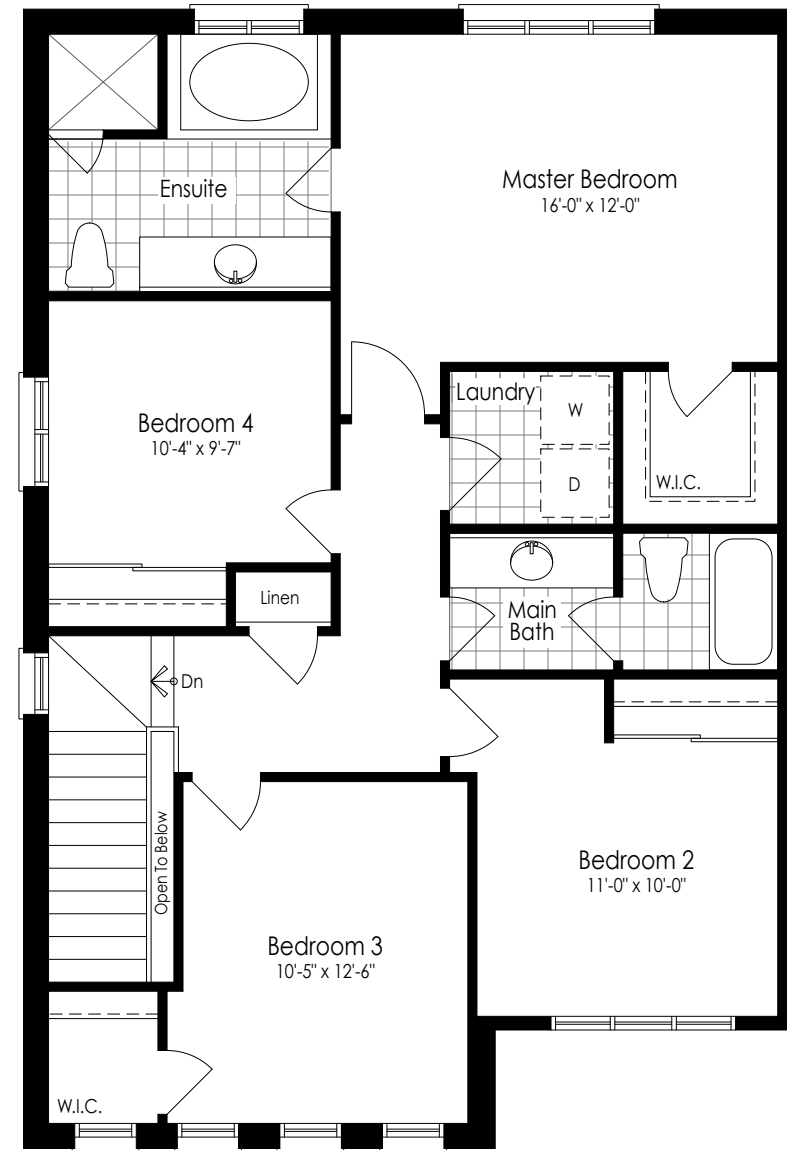 Ensuite
Master Bedroom
16'-0" x 12'-0"
Bedroom 4
10'-4" x 9'-7"
Laundry
W
D
W.I.C.
Linen
Main
Bath
Dn
Open To Below
Bedroom 2
11'-0" x 10'-0"
Bedroom 3
10'-5" x 12'-6"
W.I.C.